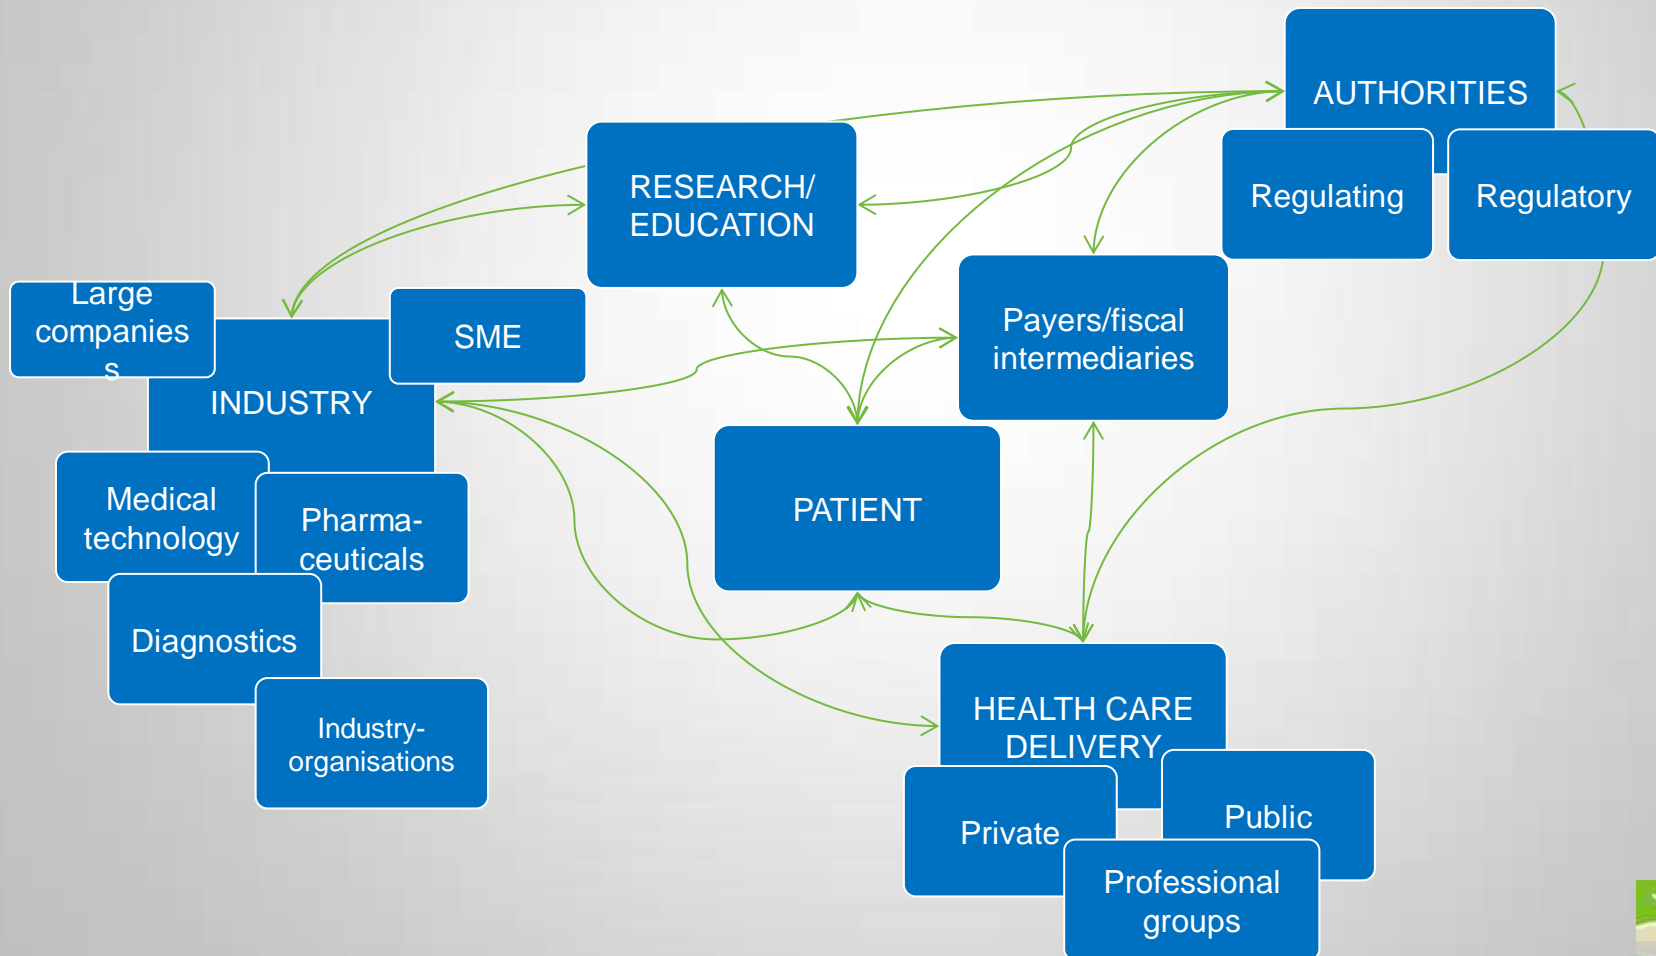 AUTHORITIES
Regulating
Regulatory
RESEARCH/
EDUCATION
Payers/fiscal
intermediaries
Large
companie
s
SME
INDUSTRY
Medical
technology
Pharma-
ceuticals
Diagnostics
Industry-
organisations
PATIENT
HEALTH CARE
DELIVERY
Private
Public
Professional
groups